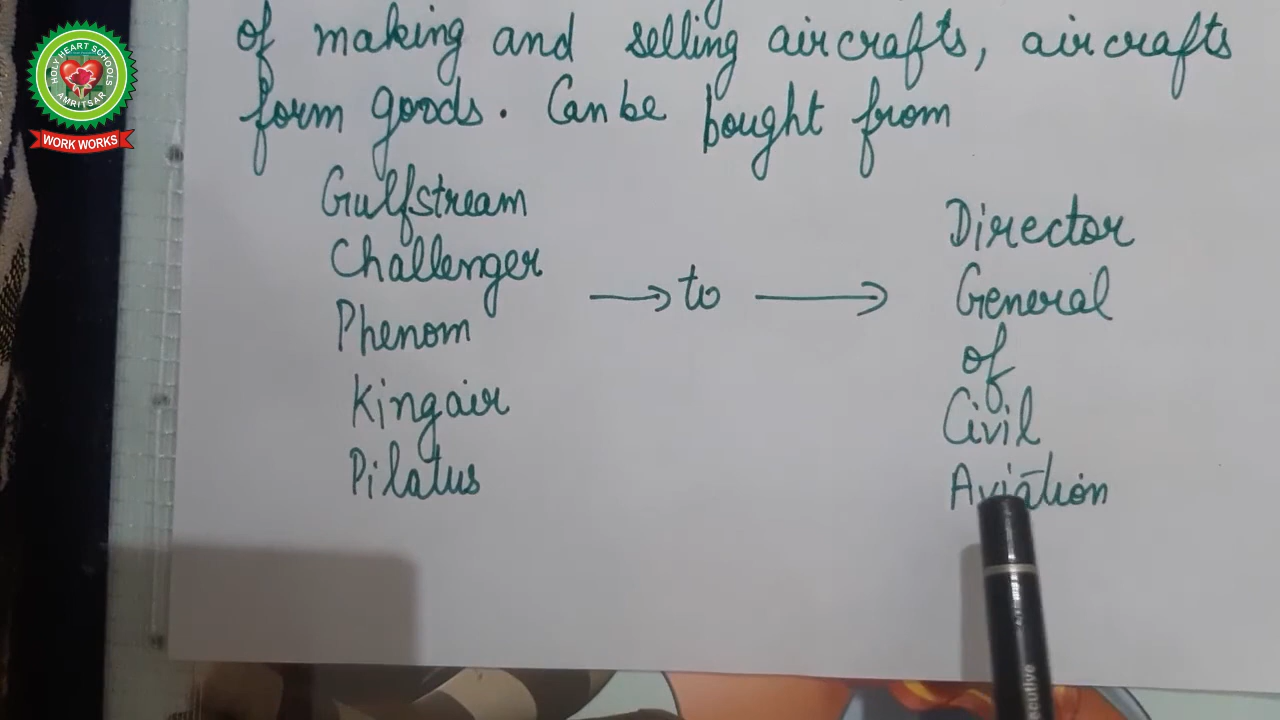 of making and selling aircrafts, aircrafts
form goods. Can be bought from
Gulfstream
Challenger
Phenom
Kingair
Pilatus
→ to →
Director
General
of
Civil
Aviation
HOLY HEART SCHOOLS
AMRITSAR
WORK WORKS